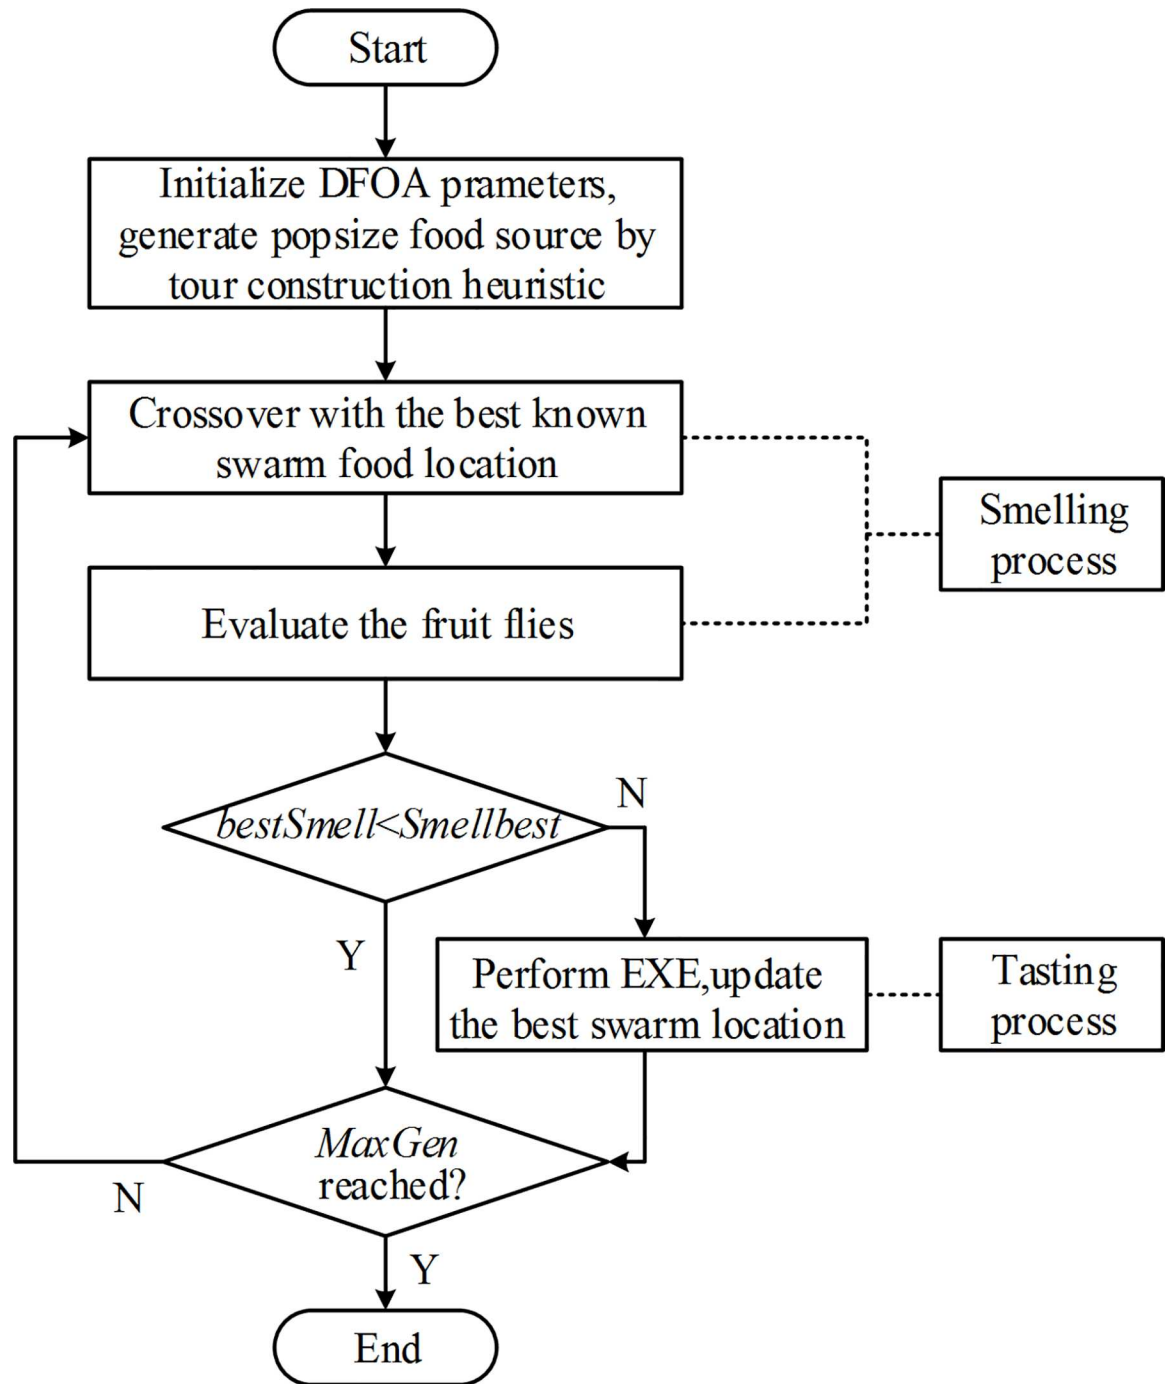 Start
Initialize DFOA prameters,
generate popsize food source by
tour construction heuristic
Crossover with the best known
swarm food location
Smelling
process
Evaluate the fruit flies
bestSmell<Smellbest
N
Y
Perform EXE,update
the best swarm location
Tasting
process
MaxGen
reached?
N
Y
End